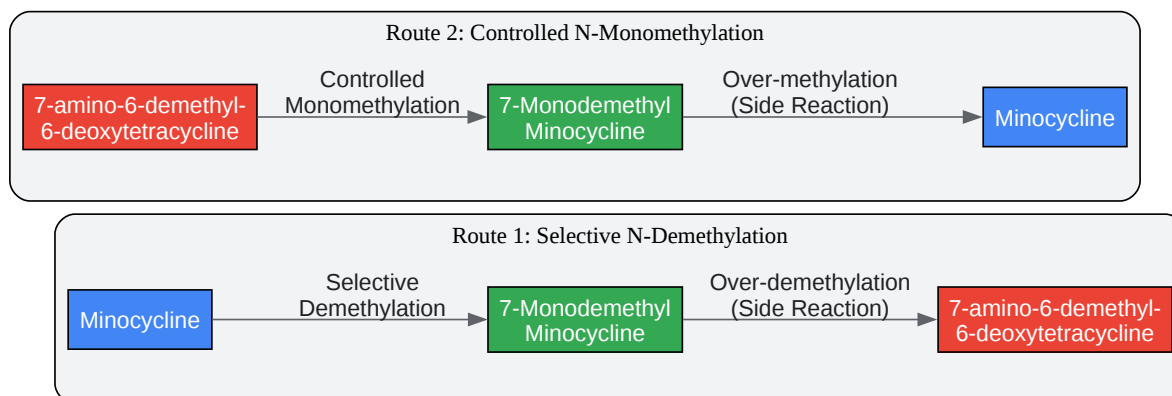 Route 2: Controlled N-Monomethylation
7-amino-6-demethyl-
6-deoxytetracycline
Controlled
Monomethylation
7-Monodemethyl
Minocycline
Over-methylation
(Side Reaction)
Minocycline
Route 1: Selective N-Demethylation
Minocycline
Selective
Demethylation
7-Monodemethyl
Minocycline
Over-demethylation
(Side Reaction)
7-amino-6-demethyl-
6-deoxytetracycline